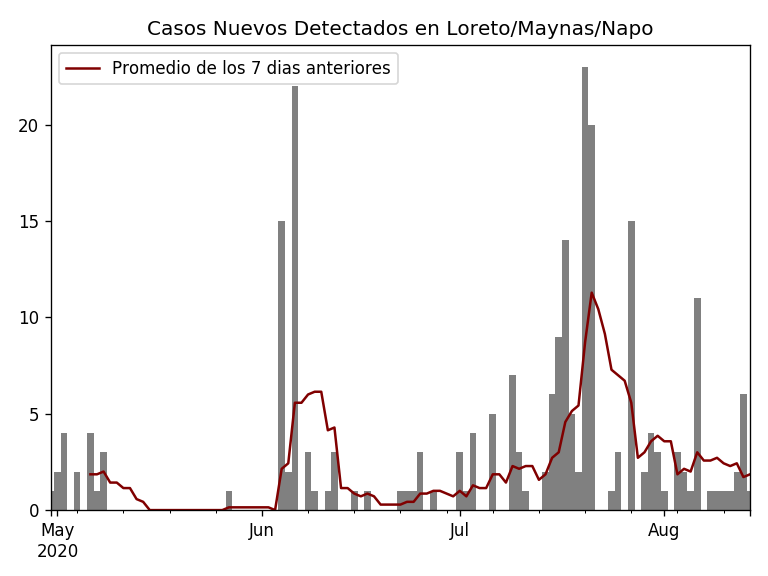 Casos Nuevos Detectados en Loreto/Maynas/Napo
Promedio de los 7 dias anteriores
20
15
10
5
0
May Jun Jul Aug
2020